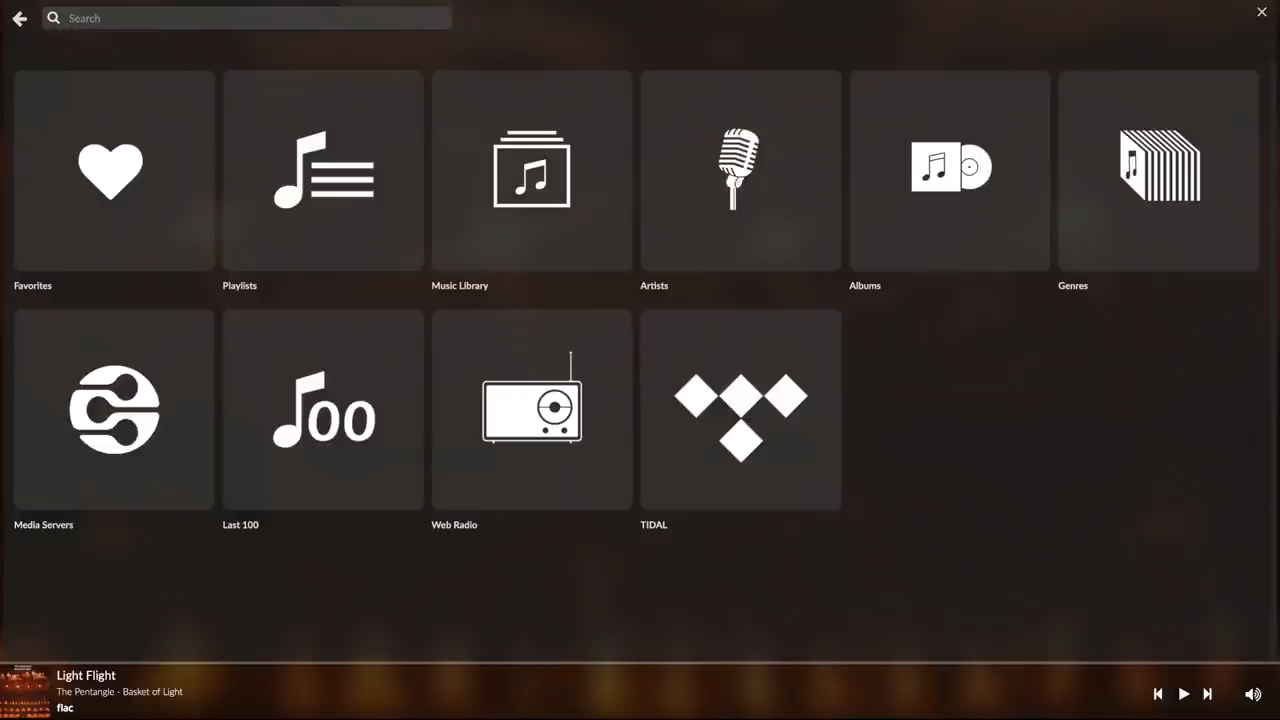 Search
Favorites
Playlists
Music Library
Artists
Albums
Genres
Media Servers
Last 100
Web Radio
TIDAL
Light Flight
The Pentangle - Basket of Light
flac